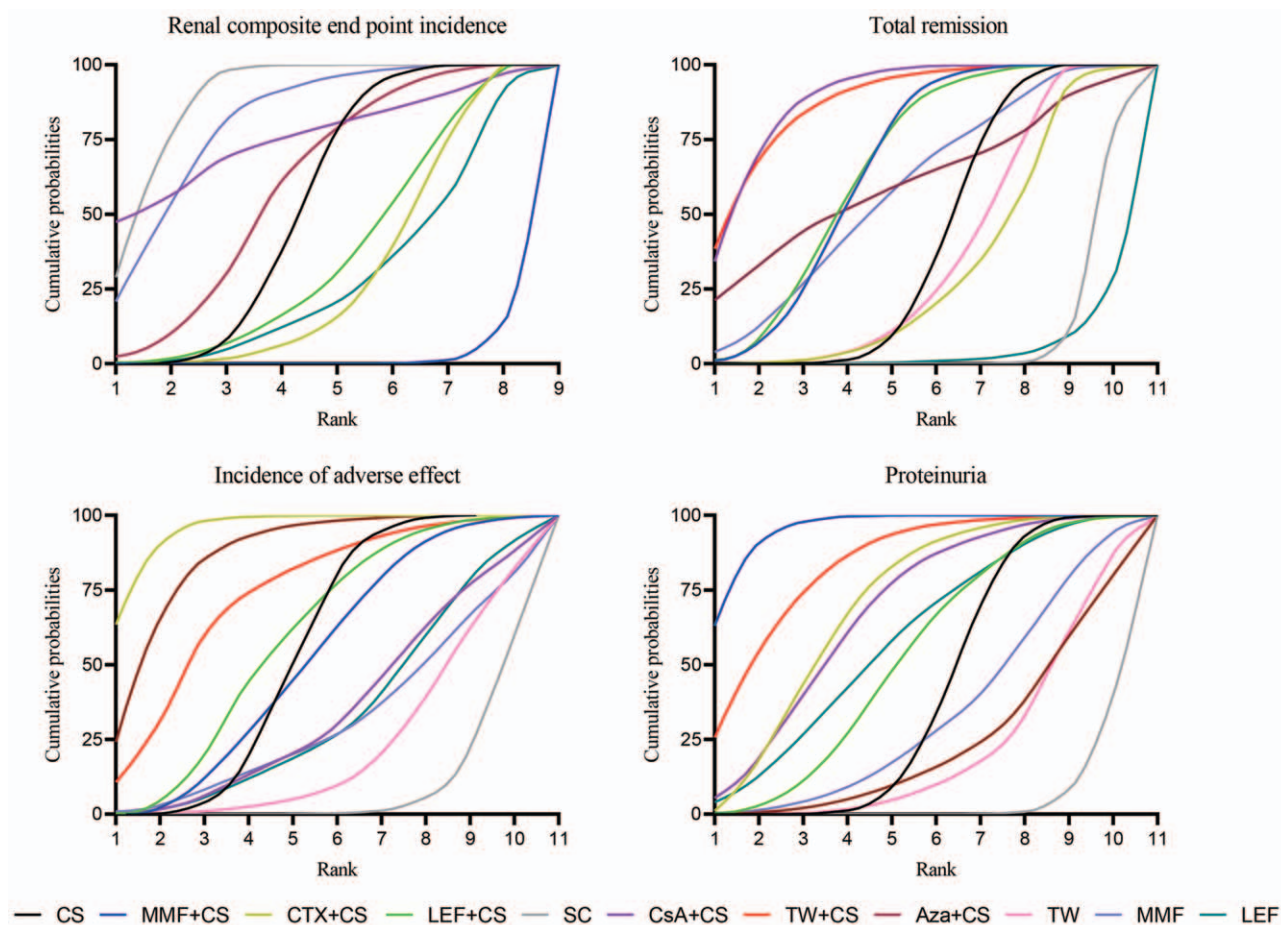 Renal composite end point incidence
Cumulative probabilities
100
75
50
25
0
1 2 3 4 5 6 7 8 9
Rank
Total remission
Cumulative probabilities
100
75
50
25
0
1 2 3 4 5 6 7 8 9 10 11
Rank
Incidence of adverse effect
Cumulative probabilities
100
75
50
25
0
1 2 3 4 5 6 7 8 9 10 11
Rank
Proteinuria
Cumulative probabilities
100
75
50
25
0
1 2 3 4 5 6 7 8 9 10 11
Rank
CS MMF+CS CTX+CS LEF+CS SC CsA+CS TW+CS Aza+CS TW MMF LEF